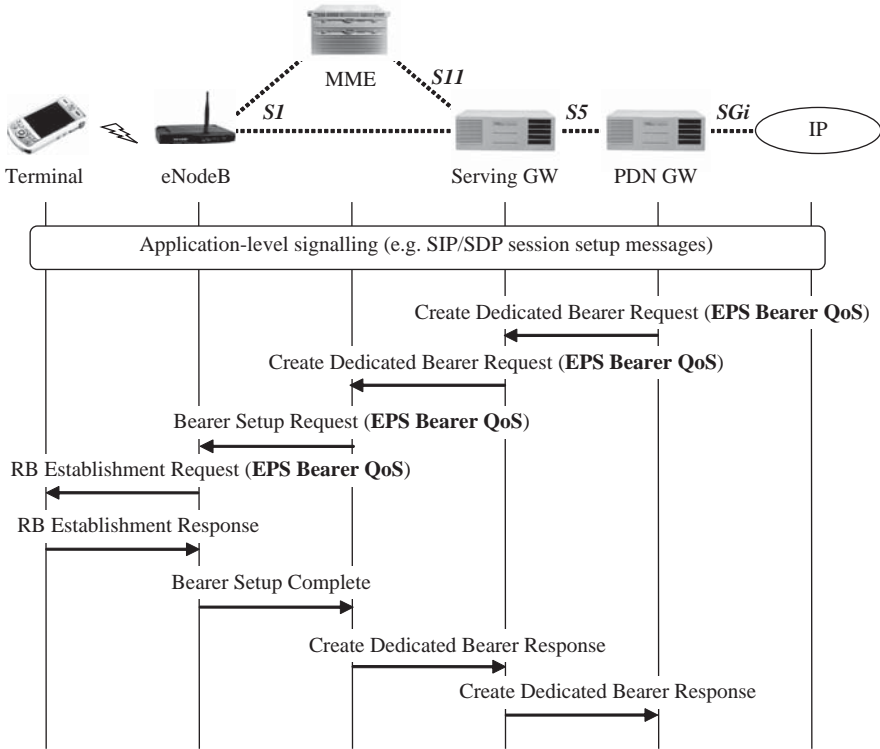 MME
S11
S1
S5
SGi
IP
Terminal
eNodeB
Serving GW
PDN GW
Application-level signalling (e.g. SIP/SDP session setup messages)
Create Dedicated Bearer Request (EPS Bearer QoS)
Create Dedicated Bearer Request (EPS Bearer QoS)
Bearer Setup Request (EPS Bearer QoS)
RB Establishment Request (EPS Bearer QoS)
RB Establishment Response
Bearer Setup Complete
Create Dedicated Bearer Response
Create Dedicated Bearer Response